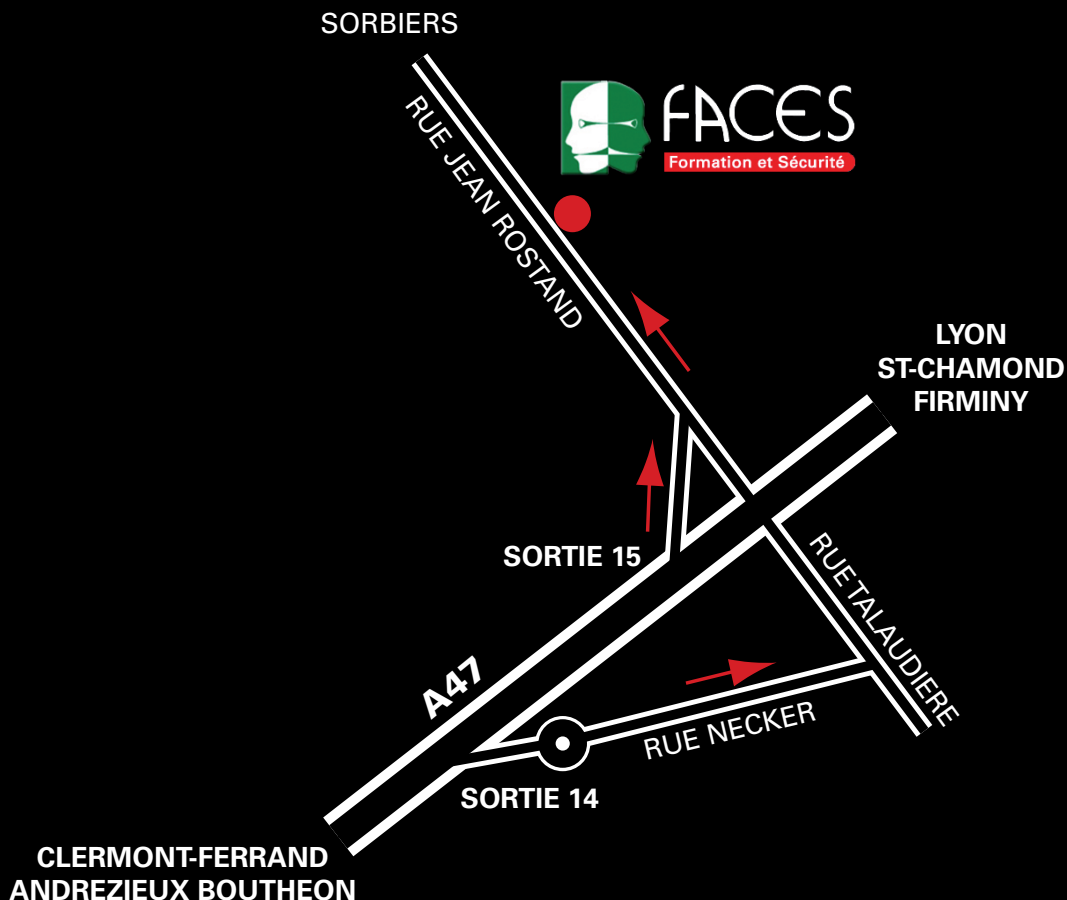 SORBIERS
FACES
Formation et Sécurité
RUE JEAN ROSTAND
LYON
ST-CHAMOND
FIRMINY
SORTIE 15
RUE TALAUDIERE
A47
RUE NECKER
SORTIE 14
CLERMONT-FERRAND
ANDREZIEUX BOUTHEON